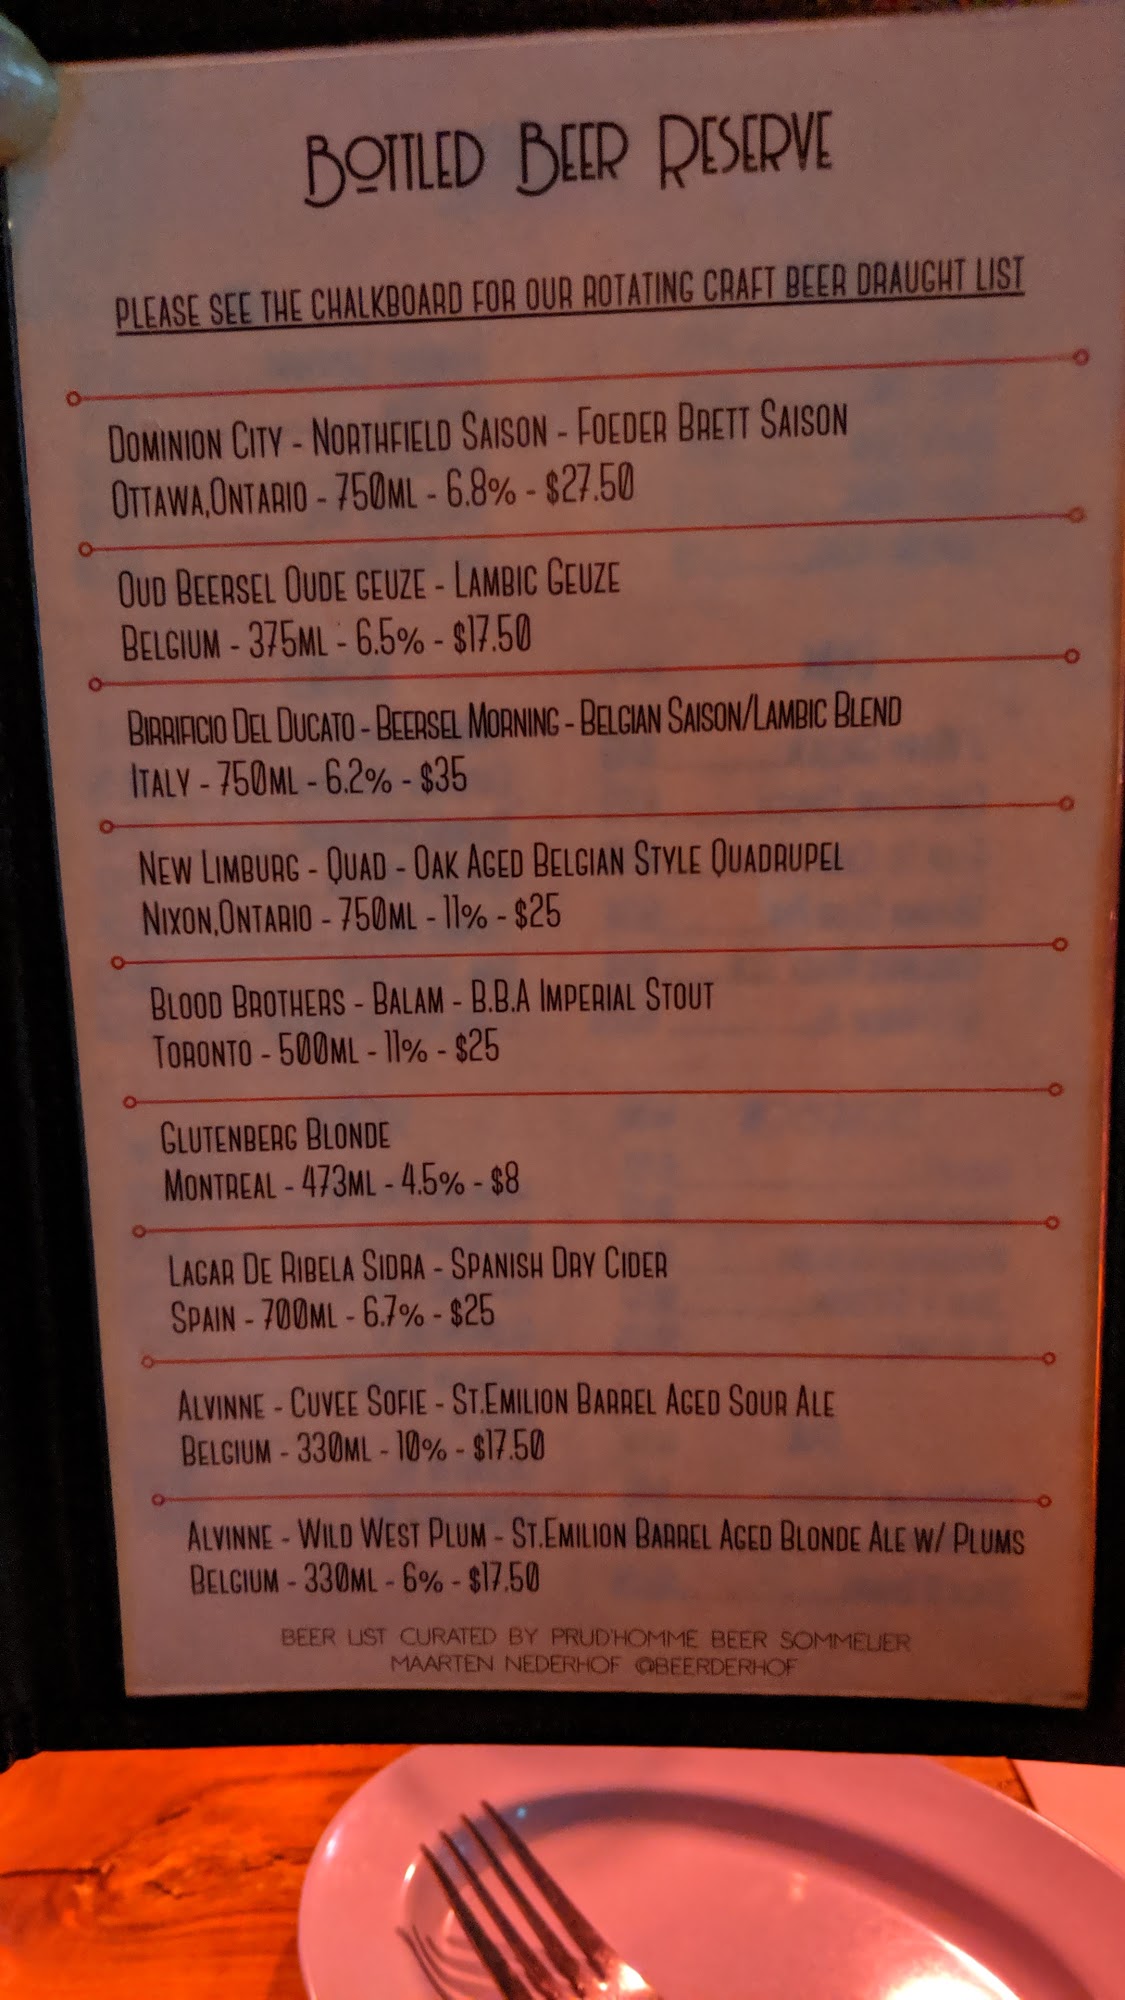 Bottled Beer Reserve
PLEASE SEE THE CHALKBOARD FOR OUR ROTATING CRAFT BEER DRAUGHT LIST
Dominion City - Northfield Saison - Foeder Brett Saison
Ottawa,Ontario - 750ml - 6.8% - $27.50
Oud Beersel Oude geuze - Lambic Geuze
Belgium - 375ml - 6.5% - $17.50
Birrificio Del Ducato - Beersel Morning - Belgian Saison/Lambic Blend
Italy - 750ml - 6.2% - $35
New Limburg - Quad - Oak Aged Belgian Style Quadrupel
Nixon,Ontario - 750ml - 11% - $25
Blood Brothers - Balam - B.B.A Imperial Stout
Toronto - 500ml - 11% - $25
Glutenberg Blonde
Montreal - 473ml - 4.5% - $8
Lagar De Ribela Sidra - Spanish Dry Cider
Spain - 700ml - 6.7% - $25
Alvinne - Cuvee Sofie - St.Emilion Barrel Aged Sour Ale
Belgium - 330ml - 10% - $17.50
Alvinne - Wild West Plum - St.Emilion Barrel Aged Blonde Ale w/ Plums
Belgium - 330ml - 6% - $17.50
BEER LIST CURATED BY PRUD'HOMME BEER SOMMELIER
MAARTEN NEDERHOF @BEERDERHOF